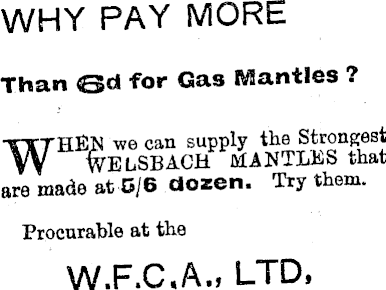 WHY PAY MORE
Than 6d for Gas Mantles ?
WHEN we can supply the Strongest
WELSBACH MANTLES that
are made at 5/6 dozen. Try them.
Procurable at the
W.F.C.A., LTD,